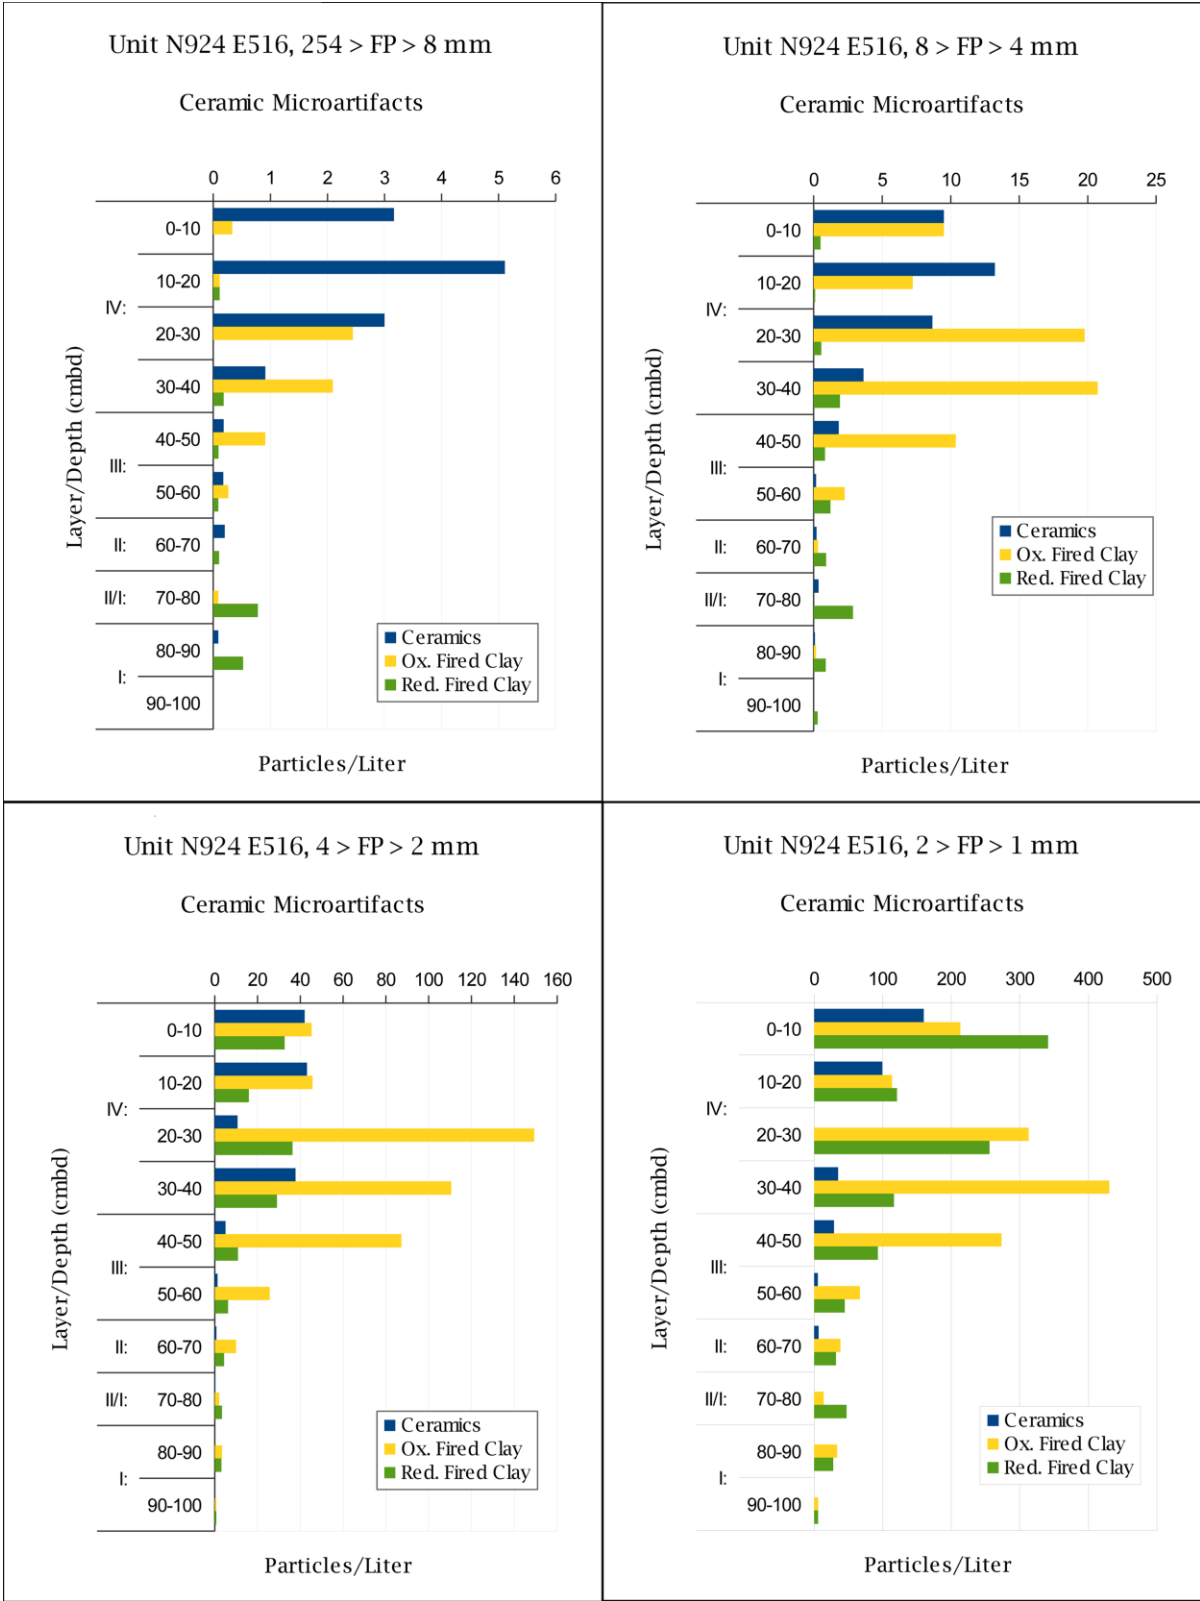 Unit N924 E516, 254 > FP > 8 mm
Ceramic Microartifacts
0 1 2 3 4 5 6
0-10
10-20
IV:
20-30
30-40
40-50
III:
50-60
II: 60-70
II/I: 70-80
80-90
I:
90-100
Layer/Depth (cmbd)
Ceramics
Ox. Fired Clay
Red. Fired Clay
Particles/Liter
Unit N924 E516, 8 > FP > 4 mm
Ceramic Microartifacts
0 5 10 15 20 25
0-10
10-20
IV:
20-30
30-40
40-50
III:
50-60
II: 60-70
II/I: 70-80
80-90
I:
90-100
Layer/Depth (cmbd)
Ceramics
Ox. Fired Clay
Red. Fired Clay
Particles/Liter
Unit N924 E516, 4 > FP > 2 mm
Ceramic Microartifacts
0 20 40 60 80 100 120 140 160
0-10
10-20
IV:
20-30
30-40
40-50
III:
50-60
II: 60-70
II/I: 70-80
80-90
I:
90-100
Layer/Depth (cmbd)
Ceramics
Ox. Fired Clay
Red. Fired Clay
Particles/Liter
Unit N924 E516, 2 > FP > 1 mm
Ceramic Microartifacts
0 100 200 300 400 500
0-10
10-20
IV:
20-30
30-40
40-50
III:
50-60
II: 60-70
II/I: 70-80
80-90
I:
90-100
Layer/Depth (cmbd)
Ceramics
Ox. Fired Clay
Red. Fired Clay
Particles/Liter